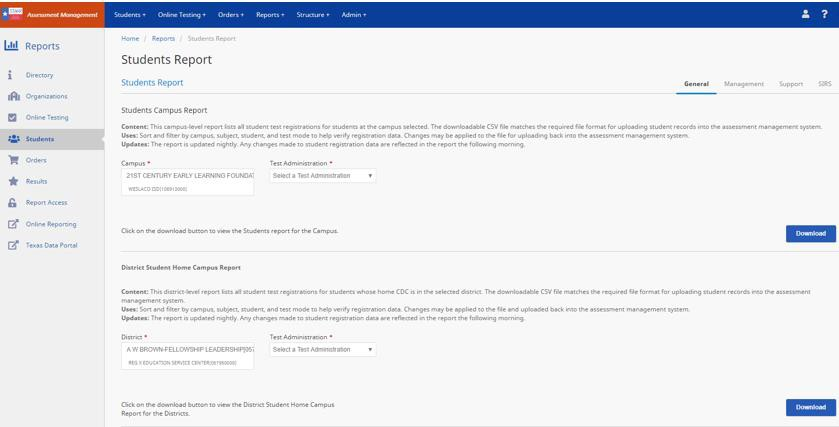 Assessment Management
Students + Online Testing + Orders + Reports + Structure + Admin + ?
Reports
Directory
Organizations
Online Testing
Students
Orders
Results
Report Access
Online Reporting
Texas Data Portal
Home / Reports / Students Report
Students Report
Students Report
General Management Support SIRS
Students Campus Report
Content: This campus-level report lists all student test registrations for students at the campus selected. The downloadable CSV file matches the required file format for uploading student records into the assessment management system.
Uses: Sort and filter by campus, subject, student, and test mode to help verify registration data. Changes may be applied to the file for uploading back into the assessment management system.
Updates: The report is updated nightly. Any changes made to student registration data are reflected in the report the following morning.
Campus * Test Administration *
21ST CENTURY EARLY LEARNING FOUNDAT Select a Test Administration
WESLACO ISD
Click on the download button to view the Students report for the Campus.
Download
District Student Home Campus Report
Content: This district-level report lists all student test registrations for students whose home CDC is in the selected district. The downloadable CSV file matches the required file format for uploading student records into the assessment
management system.
Uses: Sort and filter by campus, subject, student, and test mode to help verify registration data. Changes may be applied to the file and uploaded back into the assessment management system.
Updates: The report is updated nightly. Any changes made to student registration data are reflected in the report the following morning.
District * Test Administration *
A W BROWN-FELLOWSHIP LEADERSHIP[057 Select a Test Administration
REG X EDUCATION SERVICE CENTER[057950000]
Click on the download button to view the District Student Home Campus
Report for the Districts.
Download